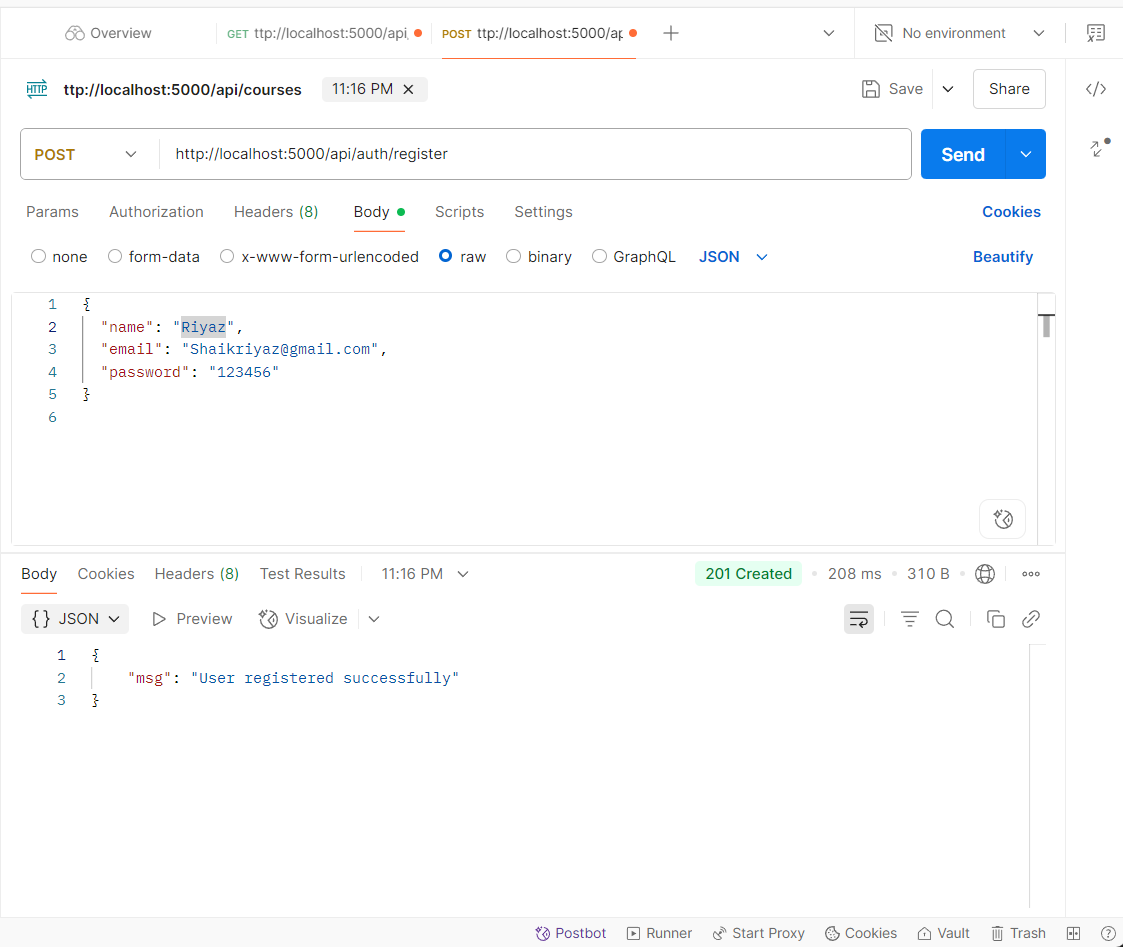 Overview
GET ttp://localhost:5000/api,
POST ttp://localhost:5000/ap
No environment
HTTP ttp://localhost:5000/api/courses
11:16 PM
Save
Share
POST
http://localhost:5000/api/auth/register
Send
Params Authorization Headers (8) Body Scripts Settings Cookies
none form-data x-www-form-urlencoded raw binary GraphQL JSON Beautify
1 {
2 "name": "Riyaz",
3 "email": "Shaikriyaz@gmail.com",
4 "password": "123456"
5 }
6
Body Cookies Headers (8) Test Results 11:16 PM 201 Created 208 ms 310 B
{} JSON Preview Visualize
1 {
2 "msg": "User registered successfully"
3 }
Postbot Runner Start Proxy Cookies Vault Trash